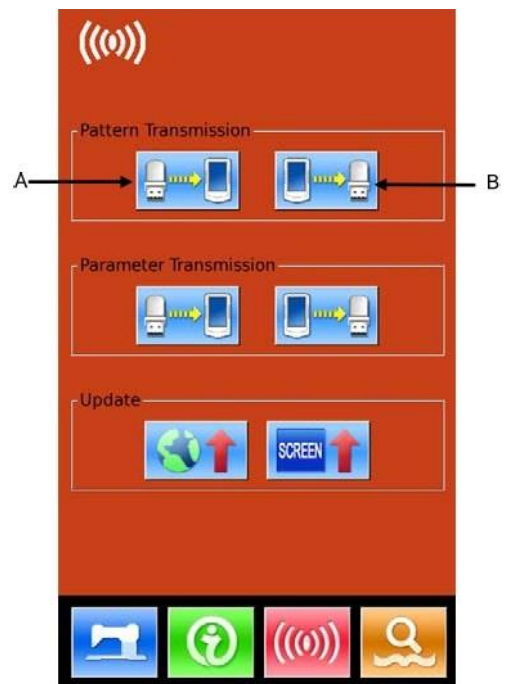 Pattern Transmission
A
B
Parameter Transmission
Update
SCREEN